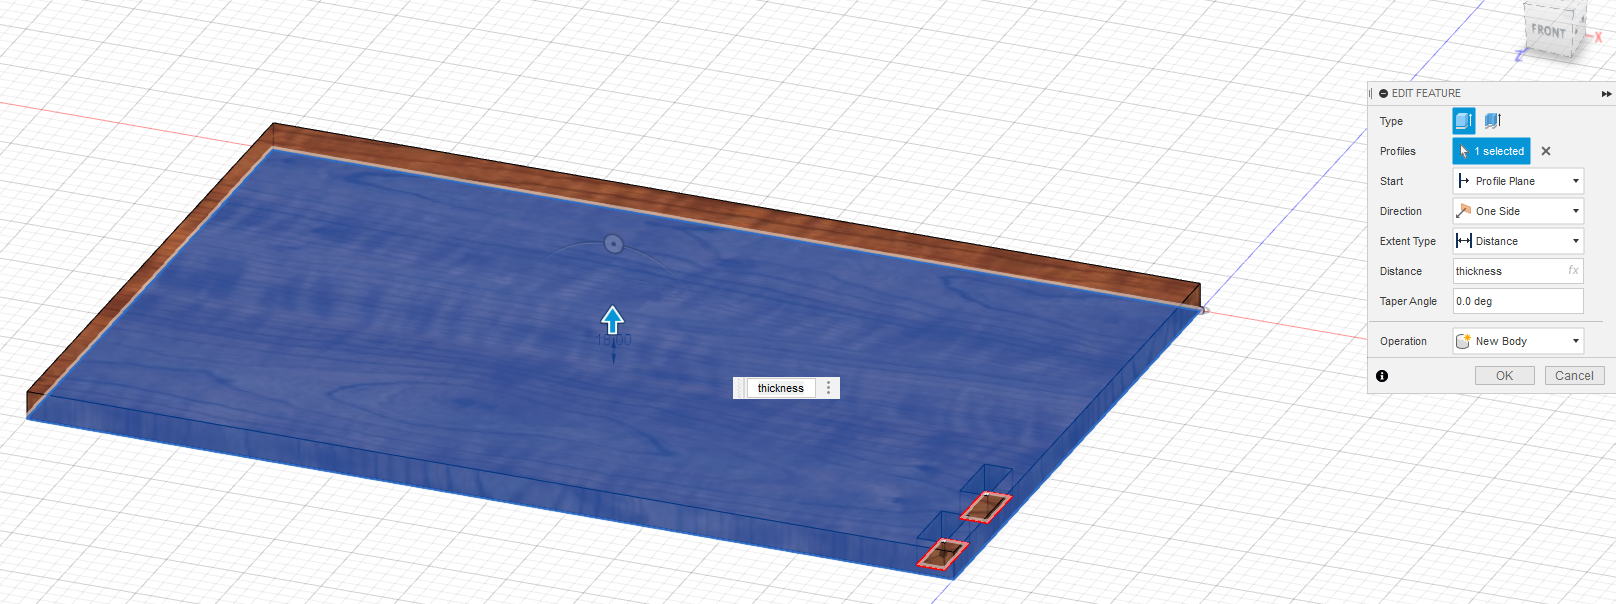 FRONT
X
Z
EDIT FEATURE
Type
Profiles 1 selected
Start Profile Plane
Direction One Side
Extent Type Distance
Distance thickness fx
Taper Angle 0.0 deg
Operation New Body
OK Cancel
18.00
thickness